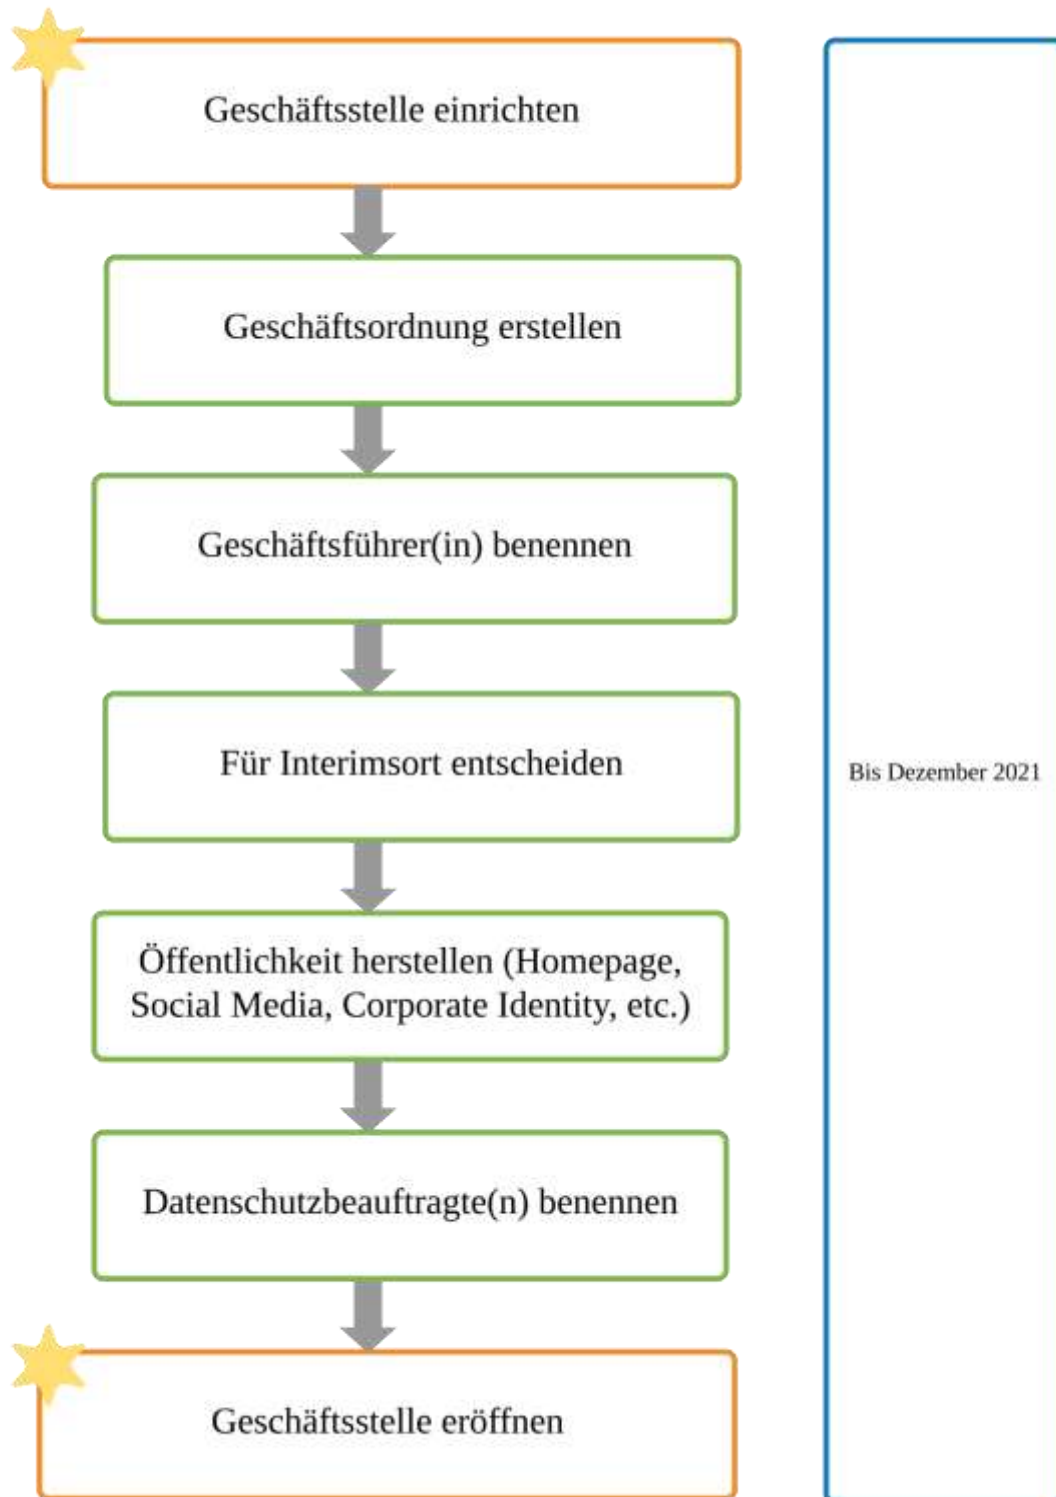 Geschäftsstelle einrichten
Geschäftsordnung erstellen
Geschäftsführer(in) benennen
Für Interimsort entscheiden
Bis Dezember 2021
Öffentlichkeit herstellen (Homepage,
Social Media, Corporate Identity, etc.)
Datenschutzbeauftragte(n) benennen
Geschäftsstelle eröffnen